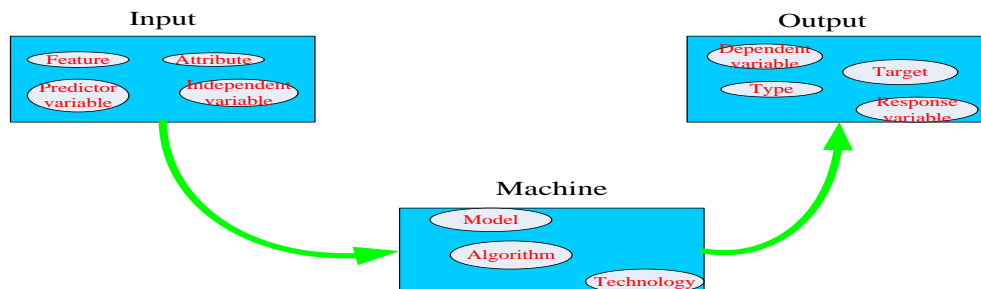 Input
Feature
Attribute
Predictor
variable
Independent
variable
Output
Dependent
variable
Type
Target
Response
variable
Machine
Model
Algorithm
Technology